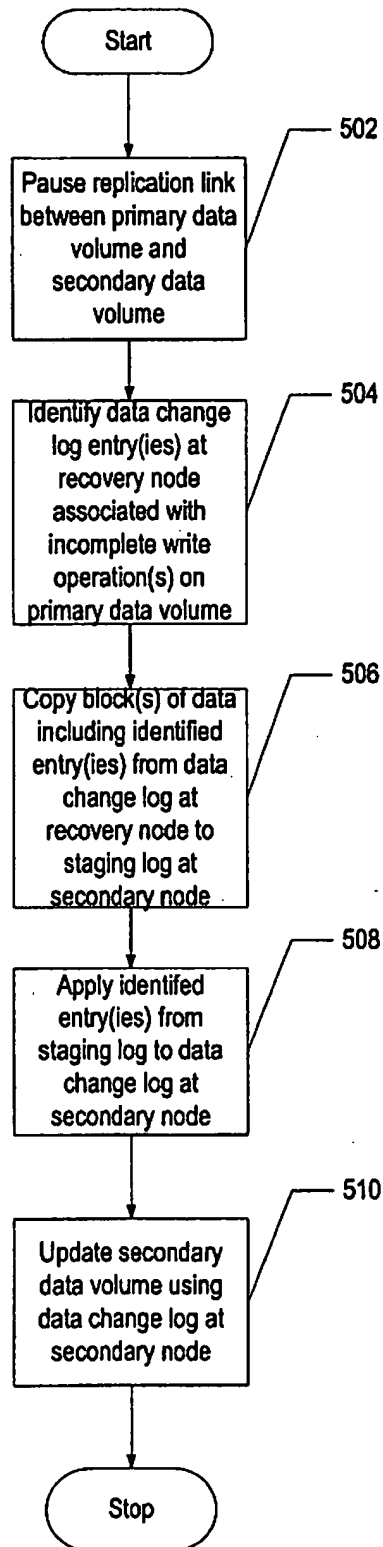 Start
502
Pause replication link
between primary data
volume and
secondary data
volume
504
Identify data change
log entry(ies) at
recovery node
associated with
incomplete write
operation(s) on
primary data volume
506
Copy block(s) of data
including identified
entry(ies) from data
change log at
recovery node to
staging log at
secondary node
508
Apply identifed
entry(ies) from
staging log to data
change log at
secondary node
510
Update secondary
data volume using
data change log at
secondary node
Stop